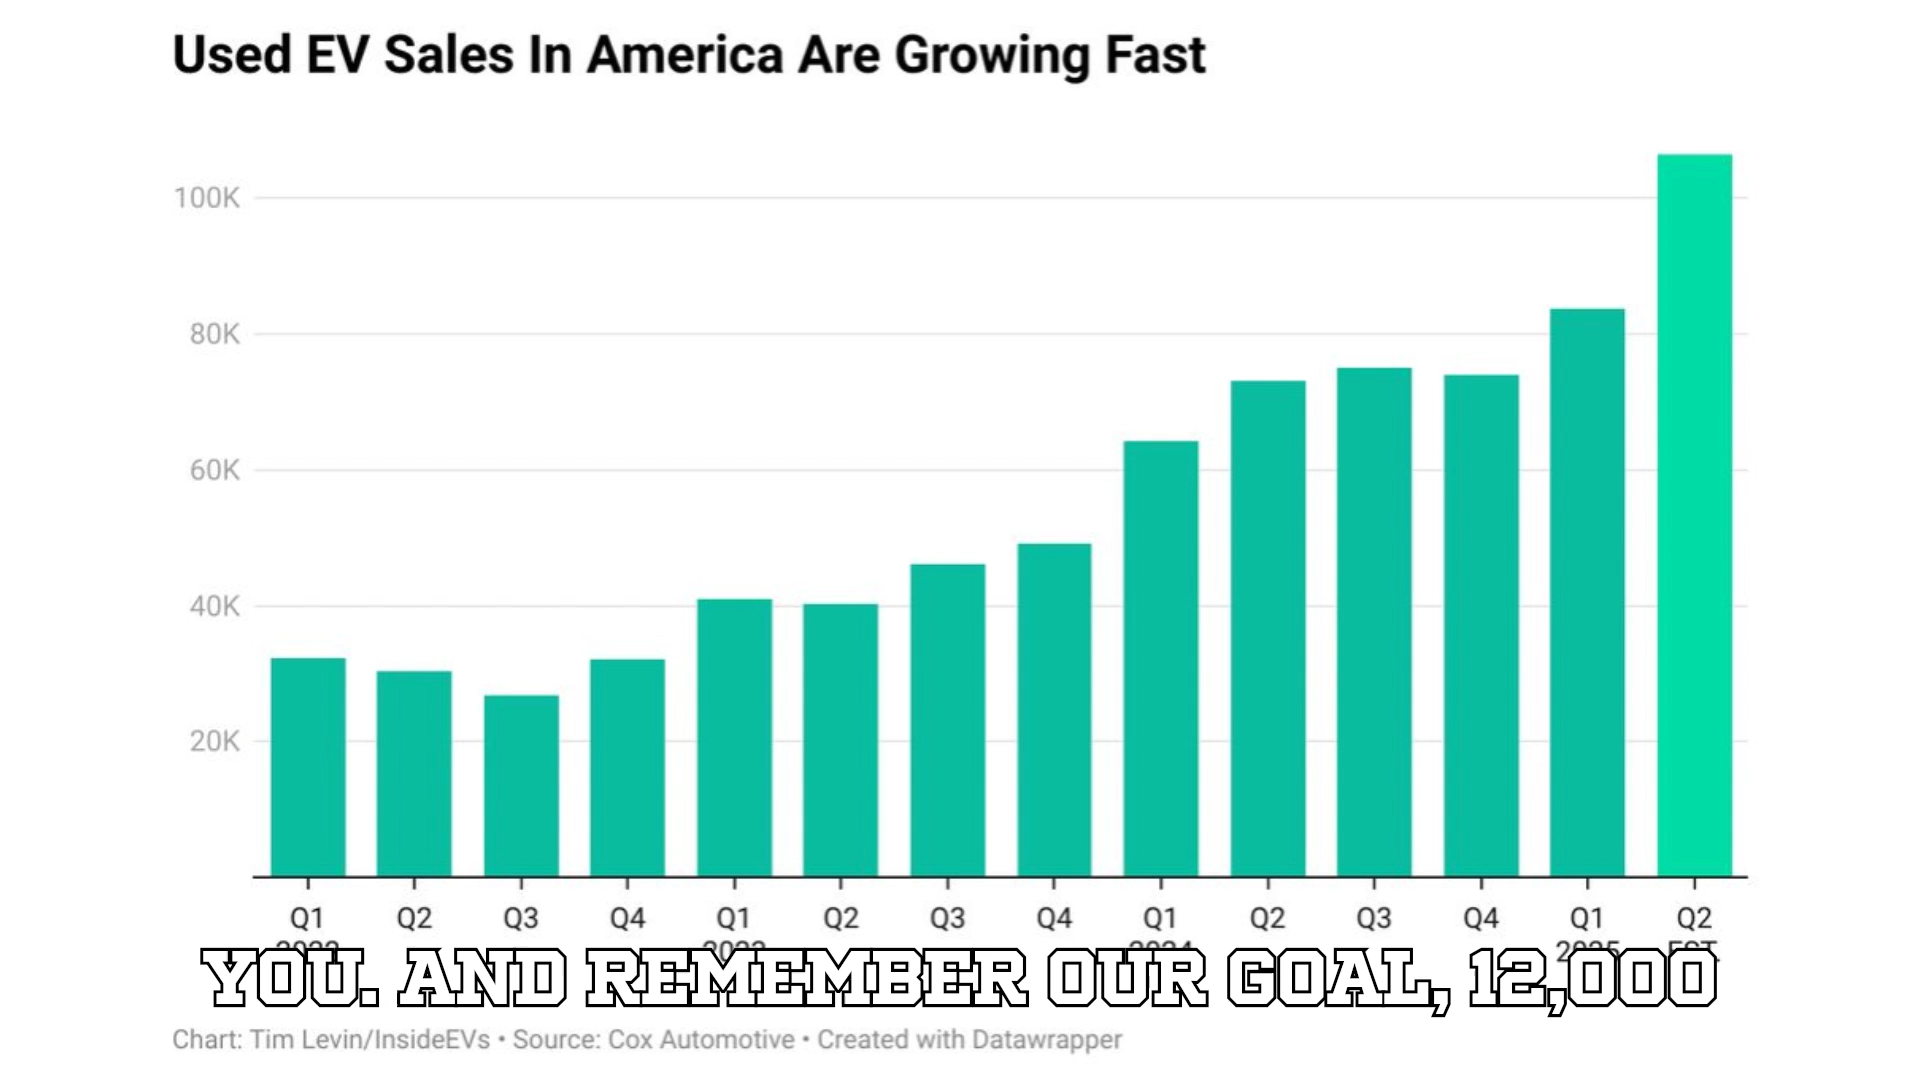 Used EV Sales In America Are Growing Fast
100K
80K
60K
40K
20K
Q1 Q2 Q3 Q4 Q1 Q2 Q3 Q4 Q1 Q2 Q3 Q4 Q1 Q2
YOU. AND REMEMBER OUR GOAL, 12,000
Chart: Tim Levin/InsideEVs • Source: Cox Automotive • Created with Datawrapper